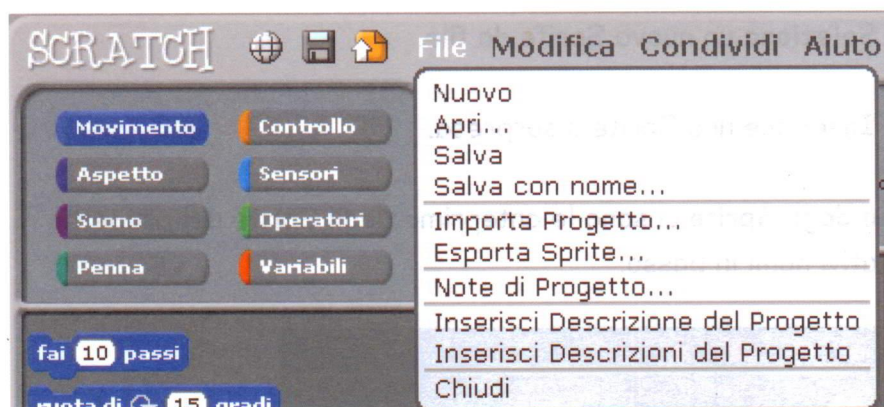 SCRATCH File Modifica Condividi Aiuto
Movimento Controllo
Aspetto Sensori
Suono Operatori
Penna Variabili
fai 10 passi
ruota di 15 gradi
Nuovo
Apri...
Salva
Salva con nome...
Importa Progetto...
Esporta Sprite...
Note di Progetto...
Inserisci Descrizione del Progetto
Inserisci Descrizioni del Progetto
Chiudi